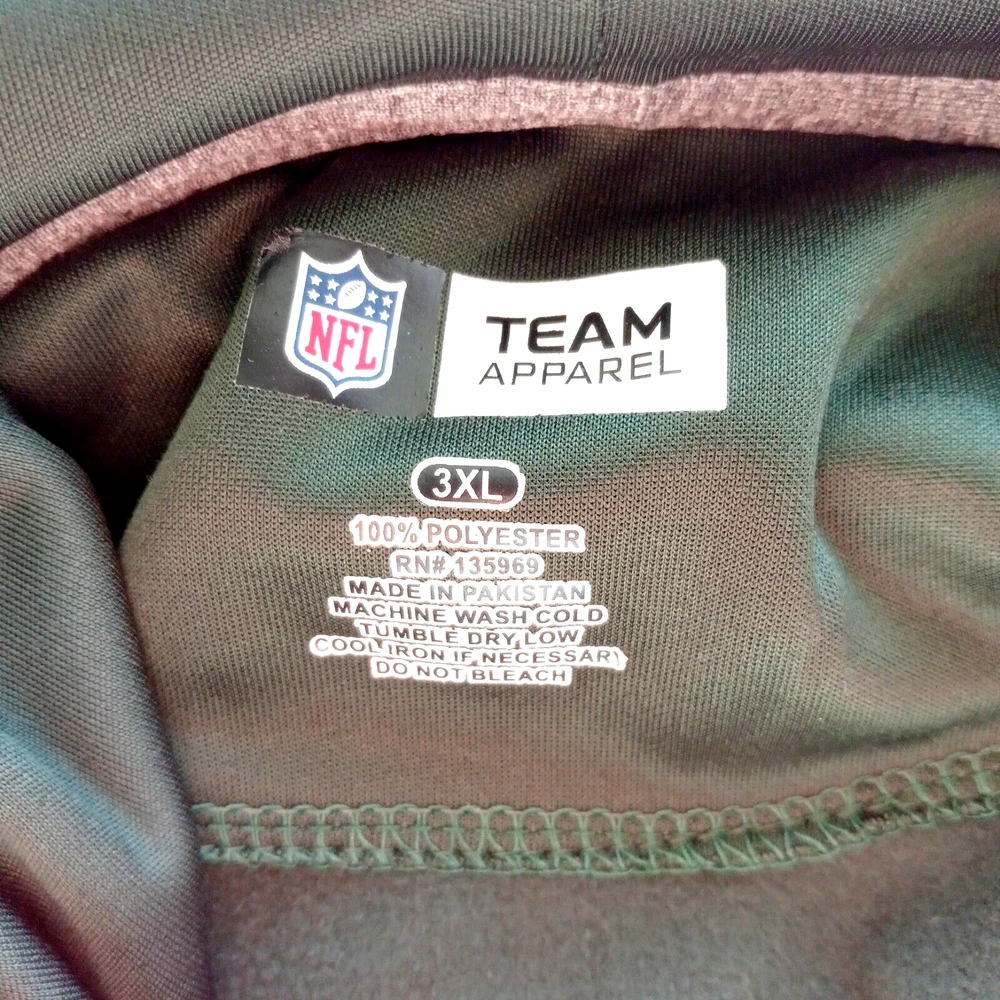 NFL
TEAM
APPAREL
3XL
100% POLYESTER
RN# 135969
MADE IN PAKISTAN
MACHINE WASH COLD
TUMBLE DRY LOW
COOL IRON IF NECESSARY
DO NOT BLEACH